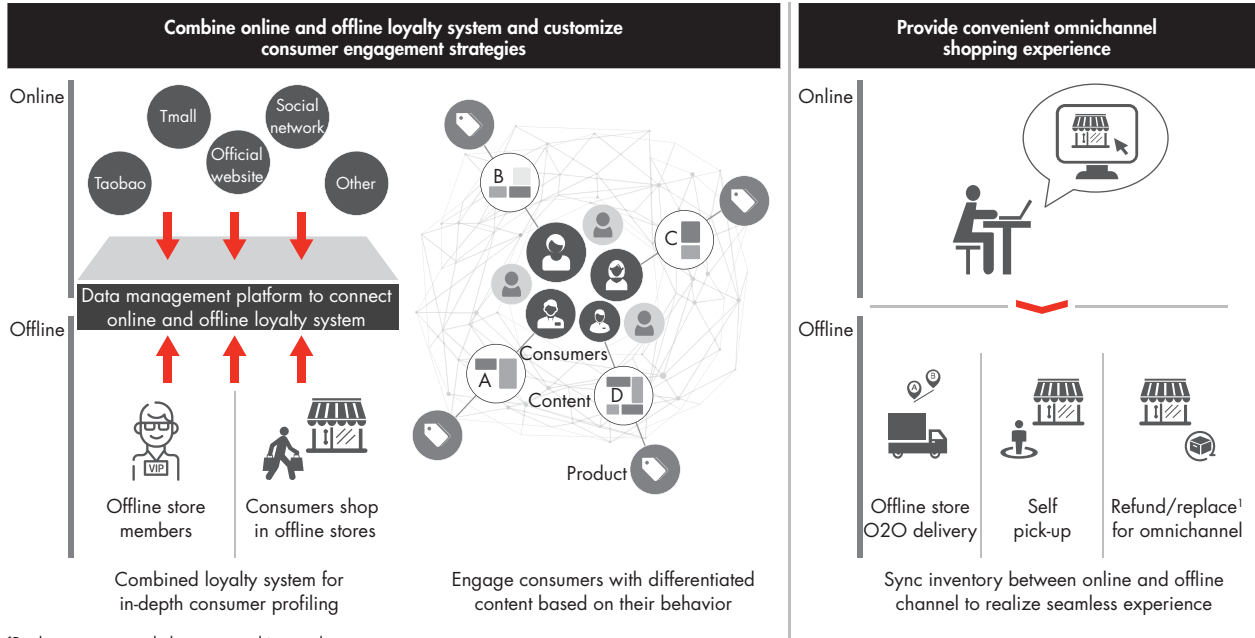 Combine online and offline loyalty system and customize
consumer engagement strategies
Online
Tmall
Social
network
Official
website
Taobao
Other
Data management platform to connect
online and offline loyalty system
Offline
VIP
Offline store
members
Consumers shop
in offline stores
Combined loyalty system for
in-depth consumer profiling
B
C
Consumers
A
Content
D
Product
Engage consumers with differentiated
content based on their behavior
Provide convenient omnichannel
shopping experience
Online
Offline
A
B
Offline store
O2O delivery
Self
pick-up
Refund/replace¹
for omnichannel
Sync inventory between online and offline
channel to realize seamless experience